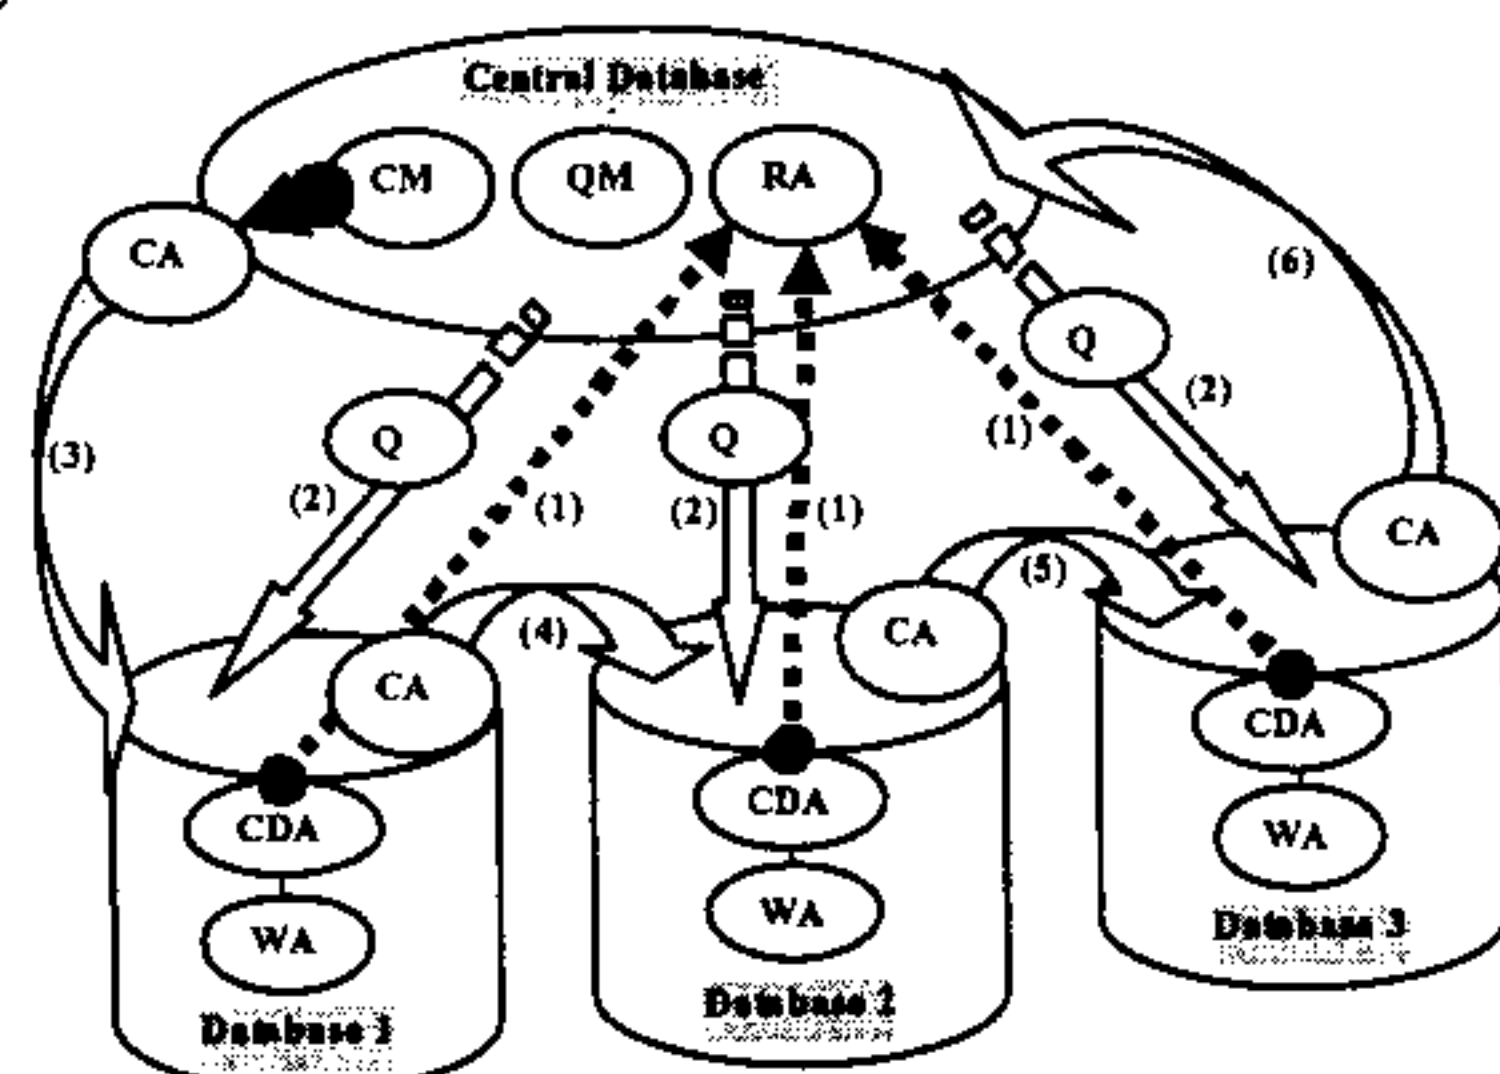 Central Database
CM QM RA
CA
(6)
Q
(2)
(1)
Q Q
(3)
(2) (1) (2) (1)
CA
(5)
(4) CA
CA
CDA
WA
CDA
WA
CDA
WA
Database 3
Database 2
Database 1